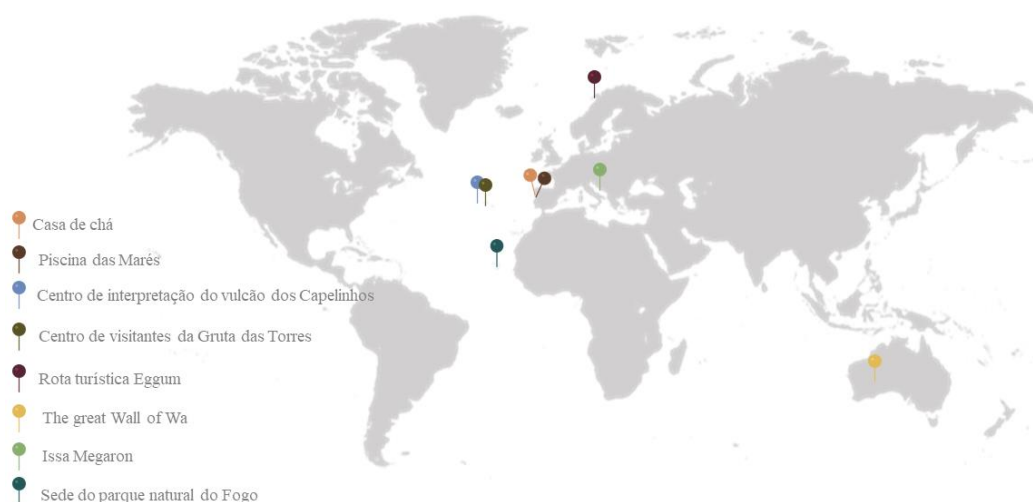 Casa de chá
Piscina das Marés
Centro de interpretação do vulcão dos Capelinhos
Centro de visitantes da Gruta das Torres
Rota turística Eggum
The great Wall of Wa
Issa Megaron
Sede do parque natural do Fogo